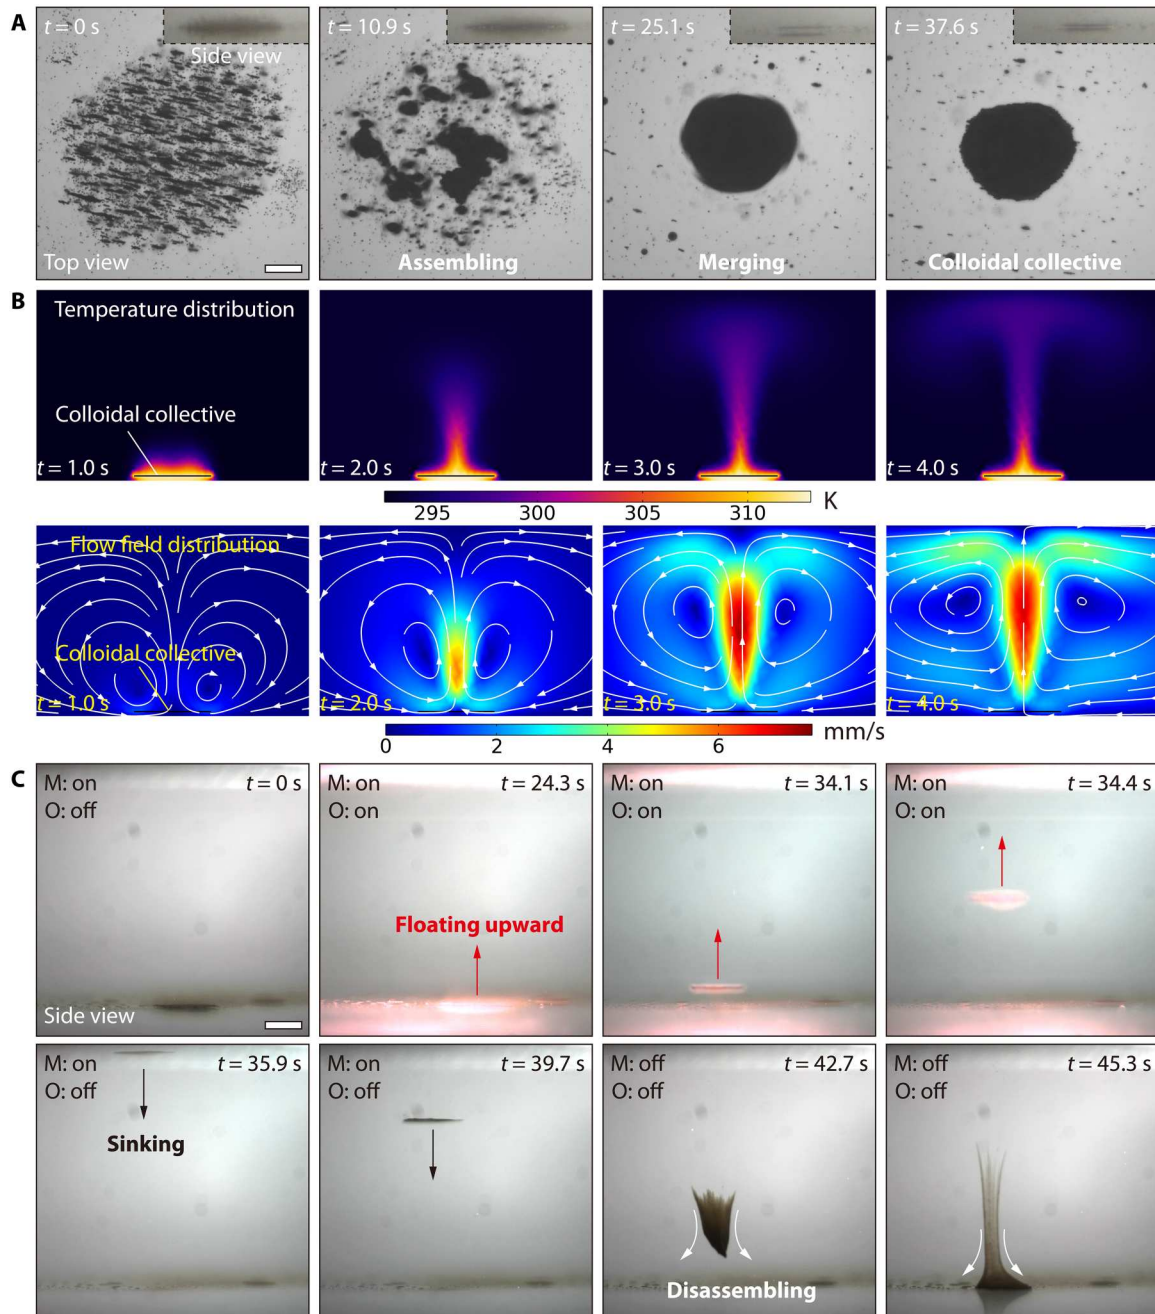 A
t = 0 s
Side view
Top view
t = 10.9 s
Assembling
t = 25.1 s
Merging
t = 37.6 s
Colloidal collective
B
Temperature distribution
Colloidal collective
t = 1.0 s
t = 2.0 s
t = 3.0 s
t = 4.0 s
295 300 305 310 K
Flow field distribution
Colloidal collective
t = 1.0 s
t = 2.0 s
t = 3.0 s
t = 4.0 s
0 2 4 6 mm/s
C
M: on t = 0 s
O: off
Side view
M: on t = 24.3 s
O: on
Floating upward
M: on t = 34.1 s
O: on
M: on t = 34.4 s
O: on
M: on t = 35.9 s
O: off
Sinking
M: on t = 39.7 s
O: off
M: off t = 42.7 s
O: off
Disassembling
M: off t = 45.3 s
O: off